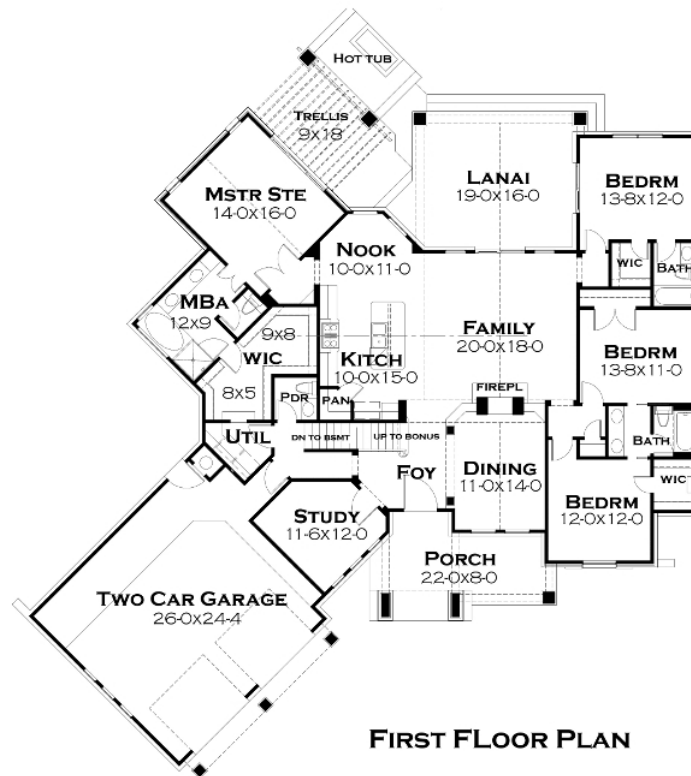 HOT TUB
TRELLIS
9X18
LANAI
19-0X16-0
BEDRM
13-8X12-0
MSTR STE
14-0X16-0
NOOK
10-0X11-0
WIC
BATH
MBA
12X9
9X8
WIC
8X5
FAMILY
20-0X18-0
KITCH
10-0X15-0
BEDRM
13-8X11-0
FIREPL
PDR
PAN
UTIL
DN TO BSMT
UP TO BONUS
BATH
FOY
DINING
11-0X14-0
WIC
BEDRM
12-0X12-0
STUDY
11-6X12-0
PORCH
22-0X8-0
TWO CAR GARAGE
26-0X24-4
FIRST FLOOR PLAN